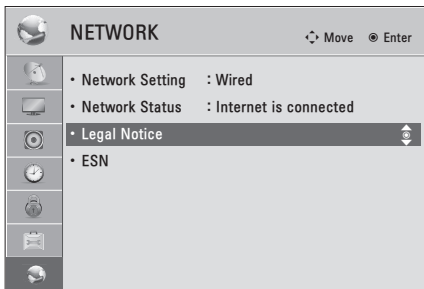 NETWORK
Move Enter
• Network Setting : Wired
• Network Status : Internet is connected
• Legal Notice
• ESN